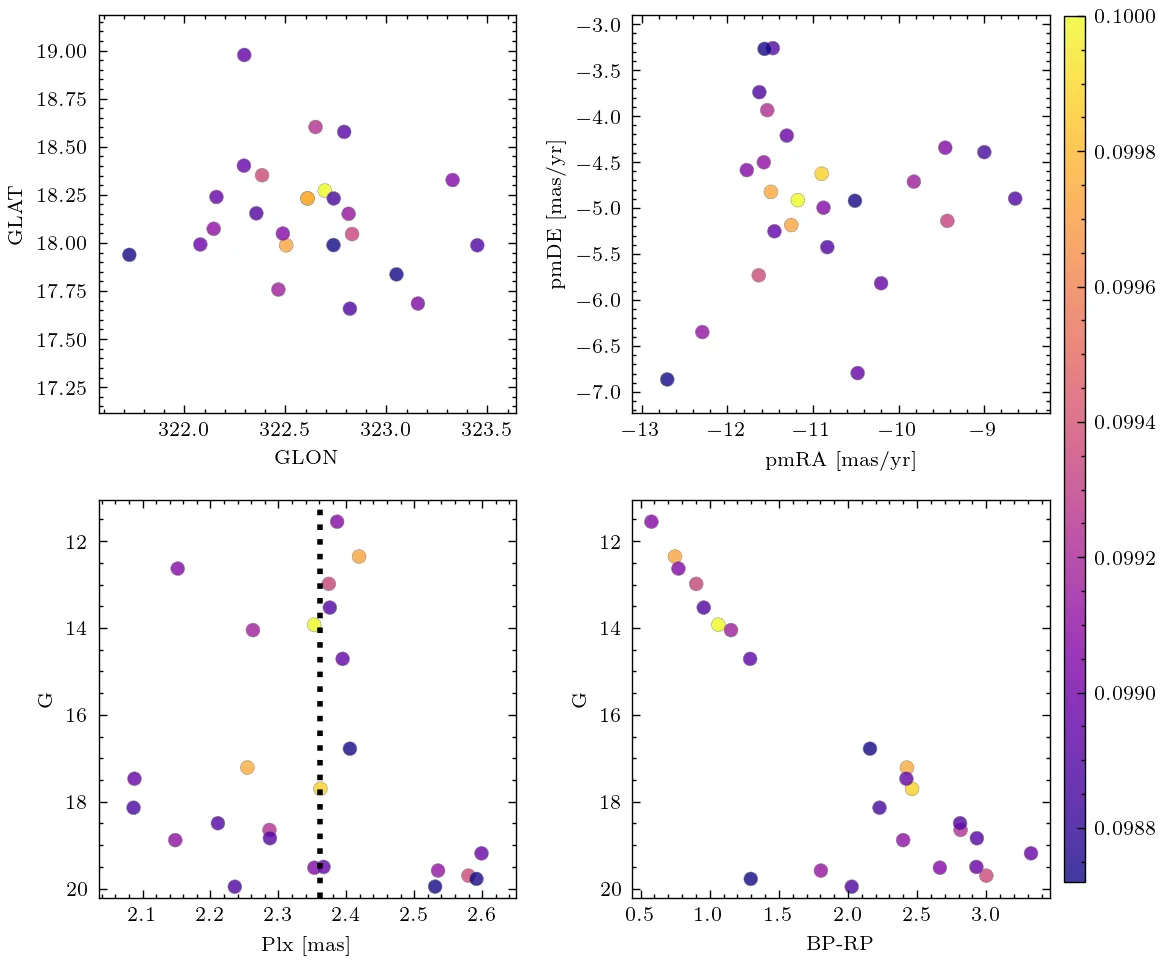 19.00
18.75
18.50
18.25
18.00
17.75
17.50
17.25
GLAT
322.0 322.5 323.0 323.5
GLON
−3.0
−3.5
−4.0
−4.5
−5.0
−5.5
−6.0
−6.5
−7.0
pmDE [mas/yr]
−13 −12 −11 −10 −9
pmRA [mas/yr]
12
14
16
18
20
G
2.1 2.2 2.3 2.4 2.5 2.6
Plx [mas]
12
14
16
18
20
G
0.5 1.0 1.5 2.0 2.5 3.0
BP-RP
0.1000
0.0998
0.0996
0.0994
0.0992
0.0990
0.0988